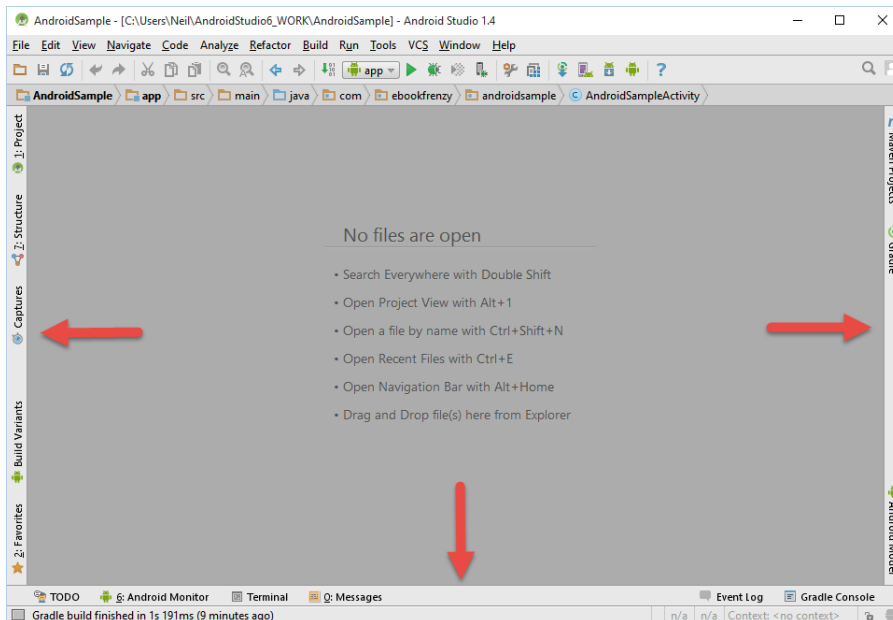 AndroidSample - [C:\Users\Neil\AndroidStudio6_WORK\AndroidSample] - Android Studio 1.4
File Edit View Navigate Code Analyze Refactor Build Run Tools VCS Window Help
app
AndroidSample app src main java com ebookfrenzy androidsample AndroidSampleActivity
1: Project
7: Structure
Captures
Build Variants
2: Favorites
No files are open
• Search Everywhere with Double Shift
• Open Project View with Alt+1
• Open a file by name with Ctrl+Shift+N
• Open Recent Files with Ctrl+E
• Open Navigation Bar with Alt+Home
• Drag and Drop file(s) here from Explorer
Maven Projects
Gradle
Android Model
TODO 6: Android Monitor Terminal 0: Messages Event Log Gradle Console
Gradle build finished in 1s 191ms (9 minutes ago) n/a n/a Context: <no context>